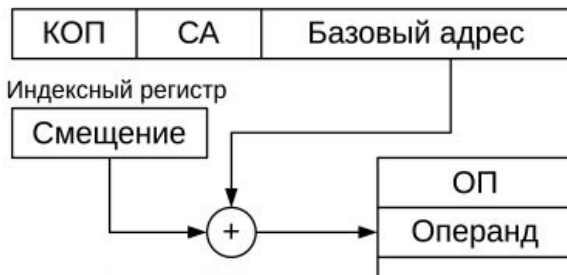 КОП СА Базовый адрес
Индексный регистр
Смещение
ОП
+
Операнд